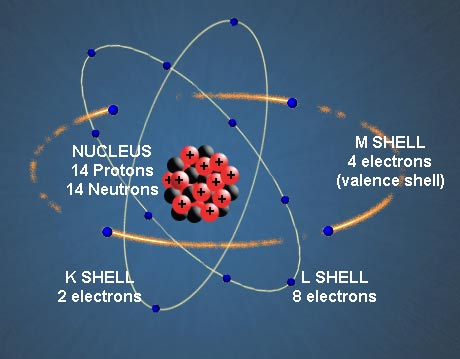 NUCLEUS
14 Protons
14 Neutrons
M SHELL
4 electrons
(valence shell)
K SHELL
2 electrons
L SHELL
8 electrons
+
+
+
+
+
+
+
+
+
+
+